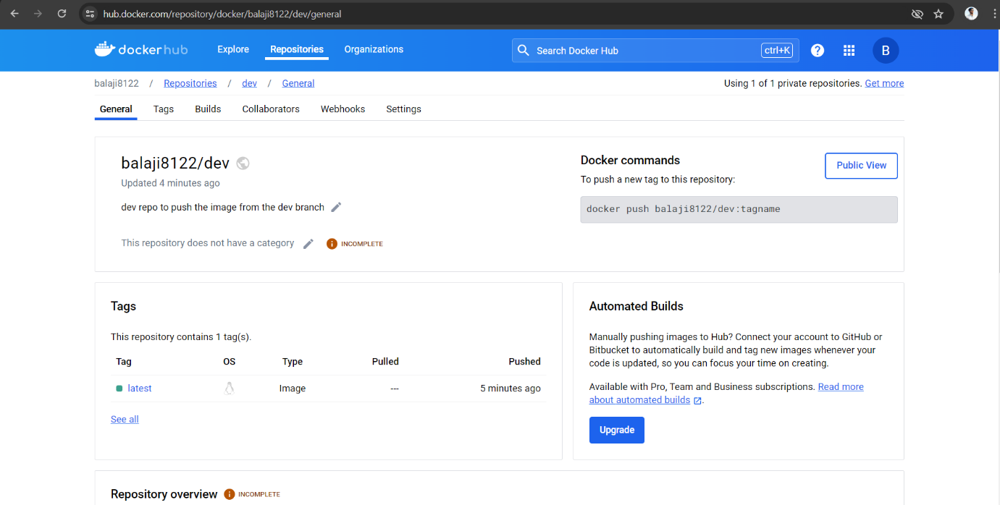 hub.docker.com/repository/docker/balaji8122/dev/general
dockerhub Explore Repositories Organizations Search Docker Hub ctrl+K ? B
balaji8122 / Repositories / dev / General Using 1 of 1 private repositories. Get more
General Tags Builds Collaborators Webhooks Settings
balaji8122/dev
Updated 4 minutes ago
dev repo to push the image from the dev branch
This repository does not have a category INCOMPLETE
Docker commands
Public View
To push a new tag to this repository:
docker push balaji8122/dev:tagname
Tags
This repository contains 1 tag(s).
Tag OS Type Pulled Pushed
latest Image --- 5 minutes ago
See all
Automated Builds
Manually pushing images to Hub? Connect your account to GitHub or
Bitbucket to automatically build and tag new images whenever your
code is updated, so you can focus your time on creating.
Available with Pro, Team and Business subscriptions. Read more
about automated builds .
Upgrade
Repository overview INCOMPLETE